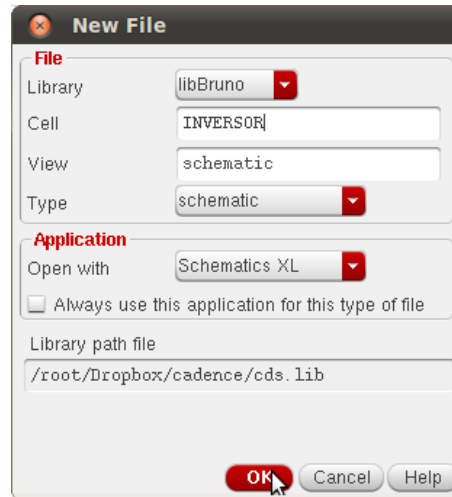 New File
File
Library libBruno
Cell INVERSOR
View schematic
Type schematic
Application
Open with Schematics XL
Always use this application for this type of file
Library path file
/root/Dropbox/cadence/cds.lib
OK Cancel Help